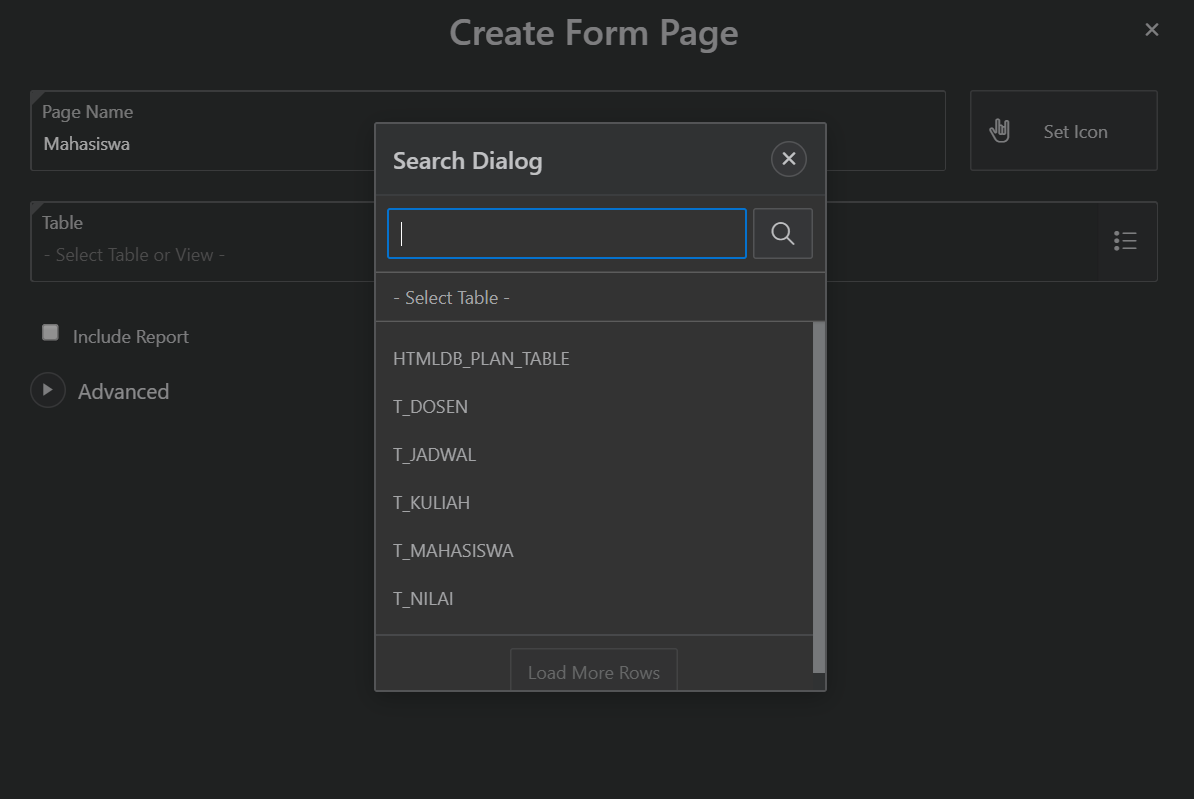 Create Form Page
Page Name
Mahasiswa
Set Icon
Table
- Select Table or View -
Include Report
Advanced
Search Dialog
- Select Table -
HTMLDB_PLAN_TABLE
T_DOSEN
T_JADWAL
T_KULIAH
T_MAHASISWA
T_NILAI
Load More Rows